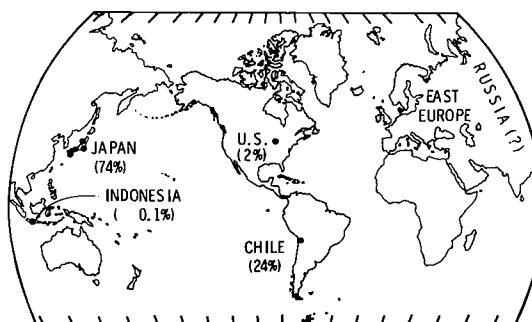 JAPAN
(74%)
INDONESIA
( 0.1%)
U.S.
(2%)
CHILE
(24%)
EAST
EUROPE
RUSSIA (?)